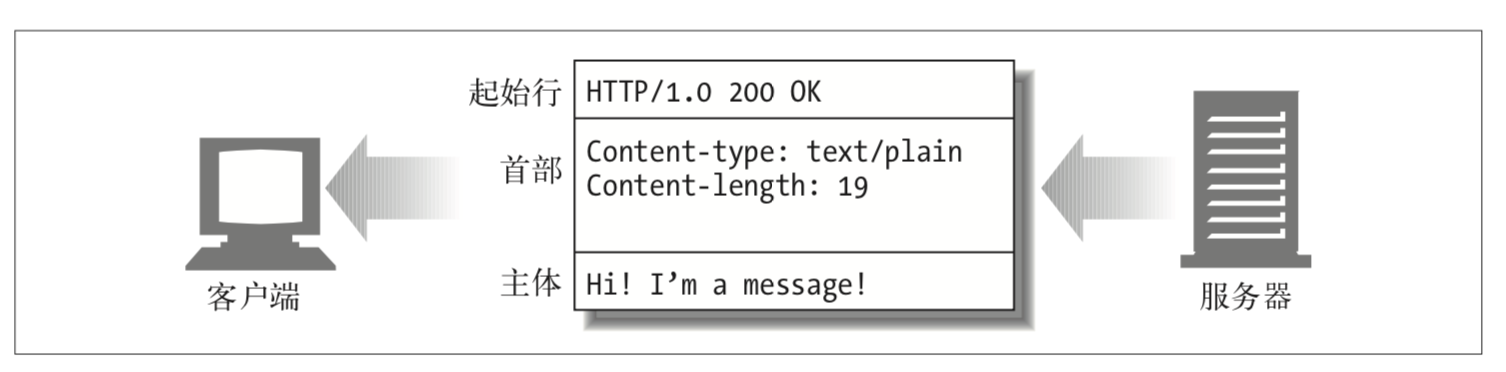 起始行 HTTP/1.0 200 OK
首部 Content-type: text/plain
Content-length: 19
主体 Hi! I’m a message!
客户端
服务器